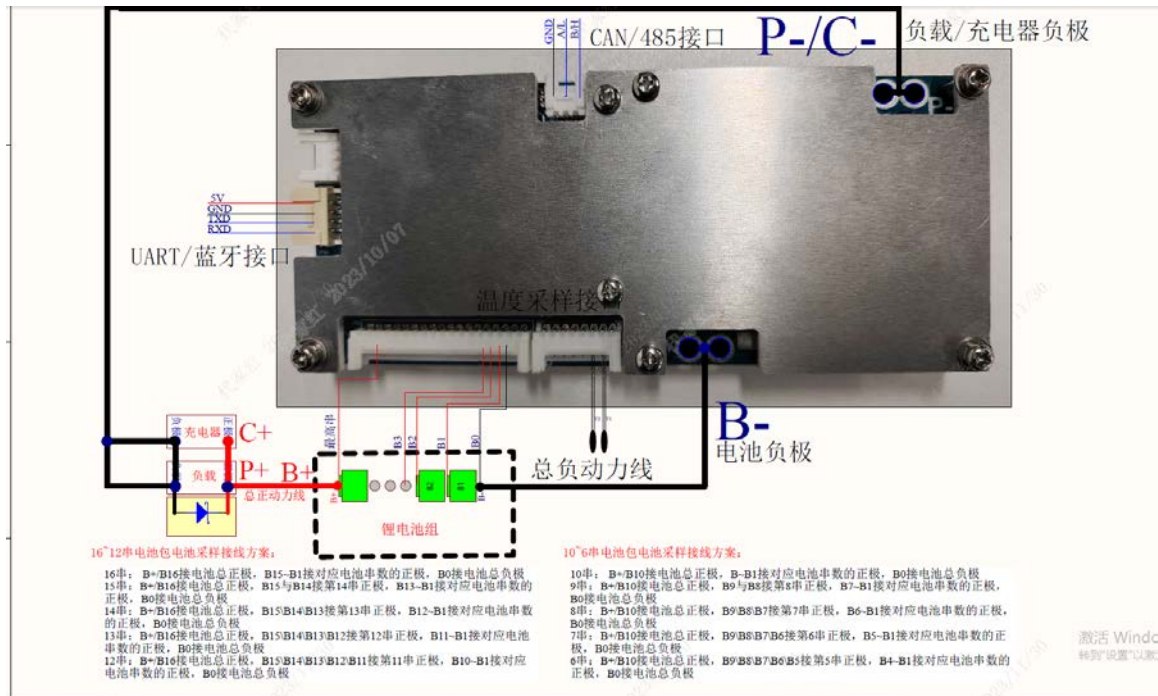 GND
A/L
B/H
CAN/485接口
P-/C-
负载/充电器负极
P-
5V
GND
TXD
RXD
UART/蓝牙接口
2023/10/07
温度采样接口
最高串
B3
B2
B1
B0
B-
电池负极
总负动力线
负极
充电器
正极
C+
负载
P+
B+
总正动力线
B+
B2
B1
B-
锂电池组
16~12串电池包电池采样接线方案:
16串: B+/B16接电池总正极, B15~B1接对应电池串数的正极, B0接电池总负极
15串: B+/B16接电池总正极, B15与B14接第14串正极, B13~B1接对应电池串数的
正极, B0接电池总负极
14串: B+/B16接电池总正极, B15\B14\B13接第13串正极, B12~B1接对应电池串数
的正极, B0接电池总负极
13串: B+/B16接电池总正极, B15\B14\B13\B12接第12串正极, B11~B1接对应电池
串数的正极, B0接电池总负极
12串: B+/B16接电池总正极, B15\B14\B13\B12\B11接第11串正极, B10~B1接对应
电池串数的正极, B0接电池总负极
10~6串电池包电池采样接线方案:
10串: B+/B10接电池总正极, B~B1接对应电池串数的正极, B0接电池总负极
9串: B+/B10接电池总正极, B9与B8接第8串正极, B7~B1接对应电池串数的正极,
B0接电池总负极
8串: B+/B10接电池总正极, B9\B8\B7接第7串正极, B6~B1接对应电池串数的正极,
B0接电池总负极
7串: B+/B10接电池总正极, B9\B8\B7\B6接第6串正极, B5~B1接对应电池串数的正
极, B0接电池总负极
6串: B+/B10接电池总正极, B9\B8\B7\B6\B5接第5串正极, B4~B1接对应电池串数的
正极, B0接电池总负极
激活 Windo
转到"设置"以激